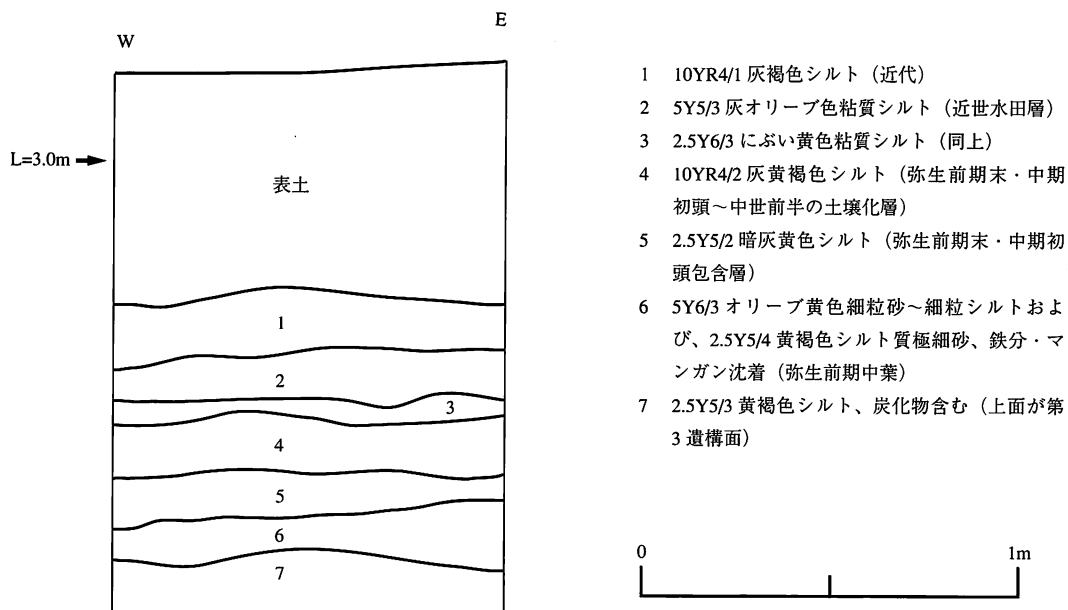 W
E
L=3.0m
表土
1
2
3
4
5
6
7
1 10YR4/1 灰褐色シルト（近代）
2 5Y5/3 灰オリーブ色粘質シルト（近世水田層）
3 2.5Y6/3 にぶい黄色粘質シルト（同上）
4 10YR4/2 灰黄褐色シルト（弥生前期末・中期
初頭～中世前半の土壌化層）
5 2.5Y5/2 暗灰黄色シルト（弥生前期末・中期初
頭包含層）
6 5Y6/3 オリーブ黄色細粒砂～細粒シルトおよ
び、2.5Y5/4 黄褐色シルト質極細砂、鉄分・マ
ンガン沈着（弥生前期中葉）
7 2.5Y5/3 黄褐色シルト、炭化物含む（上面が第
3 遺構面）
0
1m